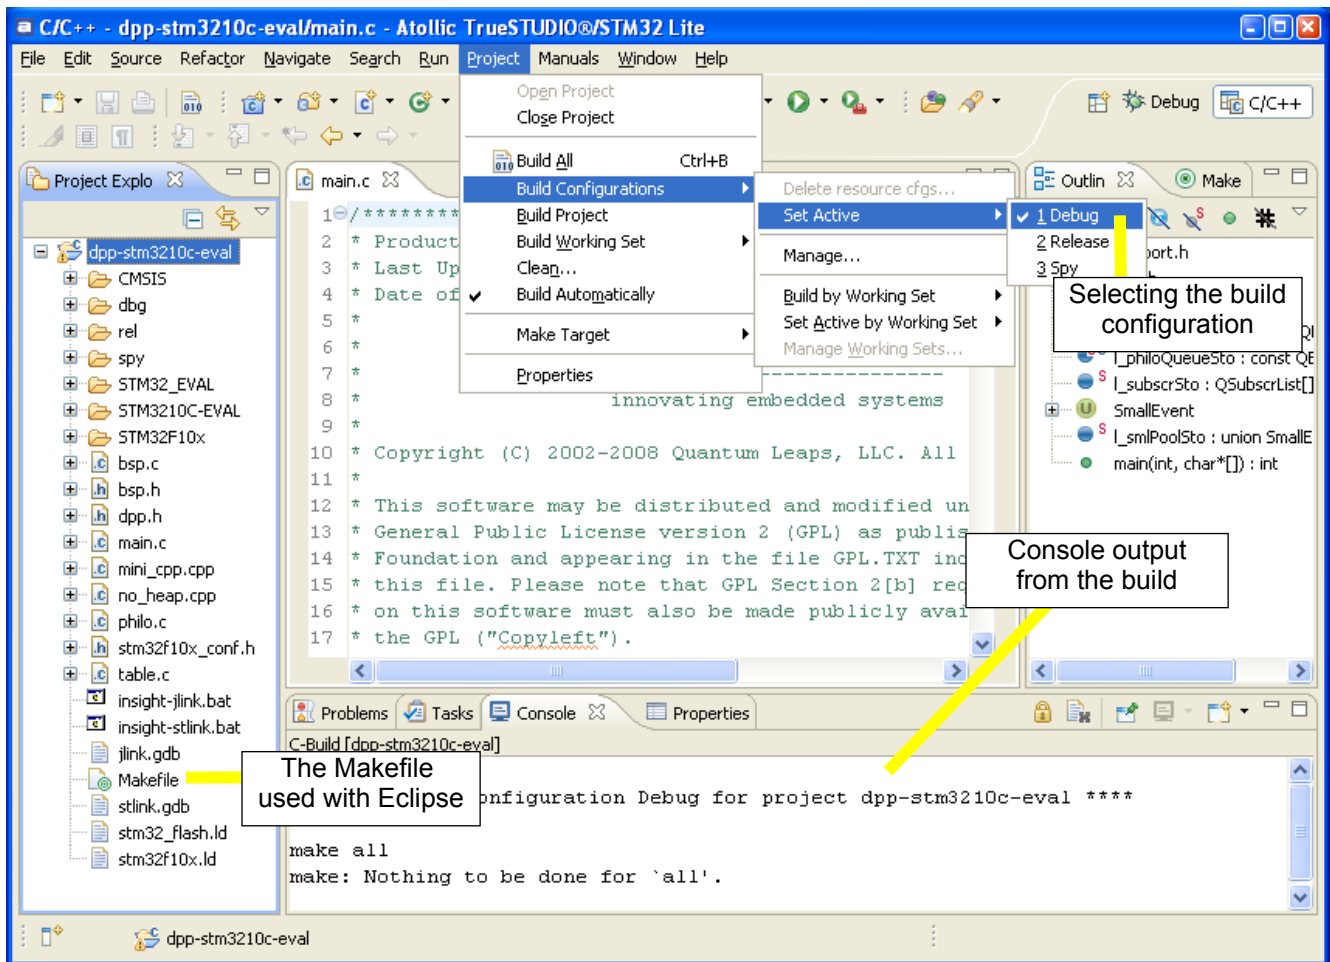 C/C++ - dpp-stm3210c-eval/main.c - Atollic TrueSTUDIO®/STM32 Lite
File Edit Source Refactor Navigate Search Run Project Manuals Window Help
Debug C/C++
Open Project
Close Project
Build All Ctrl+B
Build Configurations
Build Project
Build Working Set
Clean...
Build Automatically
Make Target
Properties
Delete resource cfgs...
Set Active
Manage...
Build by Working Set
Set Active by Working Set
Manage Working Sets...
1 Debug
2 Release
3 Spy
Selecting the build
configuration
Project Explo
dpp-stm3210c-eval
CMSIS
dbg
rel
spy
STM32_EVAL
STM3210C-EVAL
STM32F10x
bsp.c
bsp.h
dpp.h
main.c
mini_cpp.cpp
no_heap.cpp
philo.c
stm32f10x_conf.h
table.c
insight-jlink.bat
insight-stlink.bat
jlink.gdb
Makefile
stlink.gdb
stm32_flash.ld
stm32f10x.ld
The Makefile
used with Eclipse
main.c
1 /********
2 * Product
3 * Last Up
4 * Date of
5 *
6 *
7 * ---------------
8 * innovating embedded systems
9 *
10 * Copyright (C) 2002-2008 Quantum Leaps, LLC. All
11 *
12 * This software may be distributed and modified un
13 * General Public License version 2 (GPL) as publis
14 * Foundation and appearing in the file GPL.TXT inc
15 * this file. Please note that GPL Section 2[b] req
16 * on this software must also be made publicly avai
17 * the GPL ("Copyleft").
Outlin Make
port.h
l_philoQueueSto : const QE
l_subscrSto : QSubscrList[]
SmallEvent
l_smlPoolSto : union SmallE
main(int, char*[]) : int
Console output
from the build
Problems Tasks Console Properties
C-Build [dpp-stm3210c-eval]
onfiguration Debug for project dpp-stm3210c-eval ****
make all
make: Nothing to be done for `all'.
dpp-stm3210c-eval